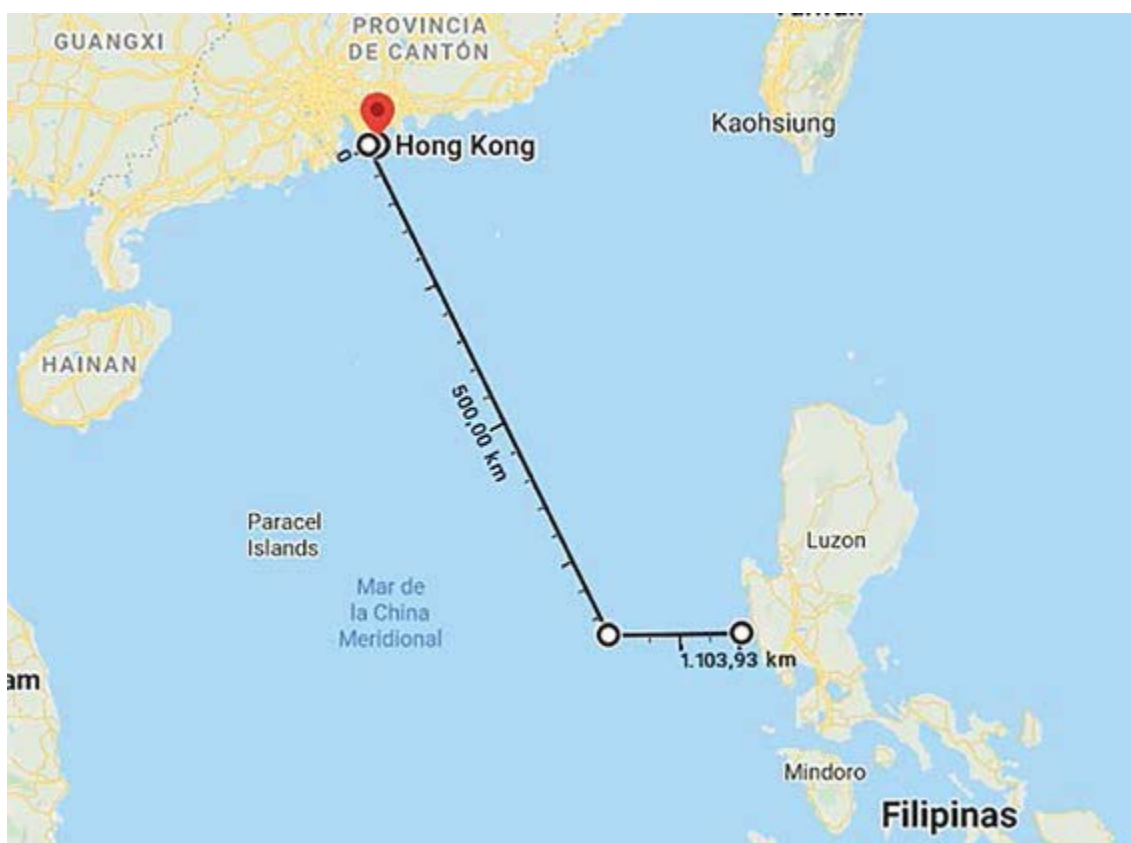 GUANGXI
PROVINCIA
DE CANTÓN
Kaohsiung
0
Hong Kong
HAINAN
500,00 km
Paracel
Islands
Luzon
Mar de
la China
Meridional
1.103,93 km
am
Mindoro
Filipinas